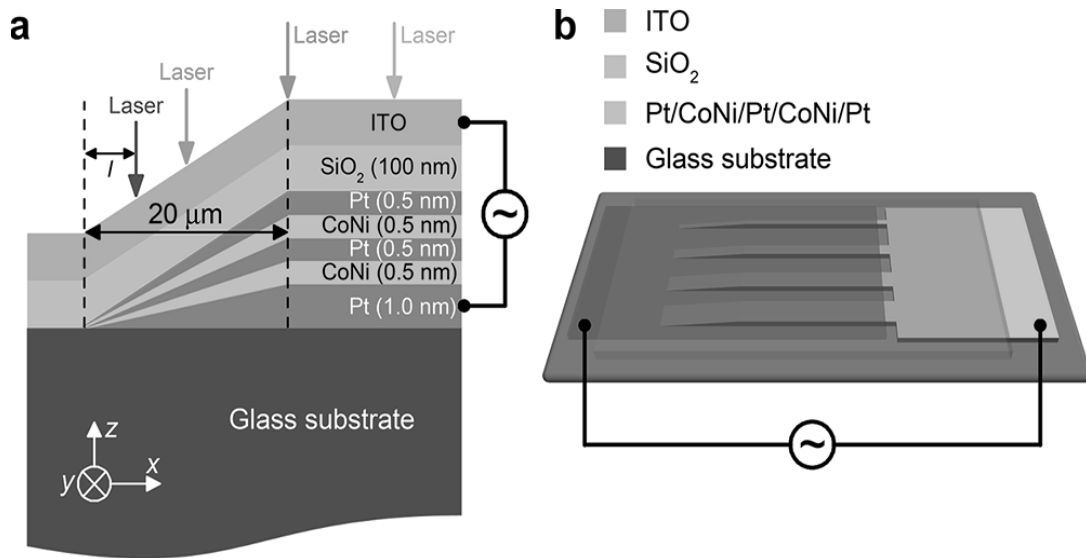 a
Laser
Laser
Laser
Laser
l
20 μm
ITO
SiO₂ (100 nm)
Pt (0.5 nm)
CoNi (0.5 nm)
Pt (0.5 nm)
CoNi (0.5 nm)
Pt (1.0 nm)
~
Glass substrate
z
y
x
b
ITO
SiO₂
Pt/CoNi/Pt/CoNi/Pt
Glass substrate
~